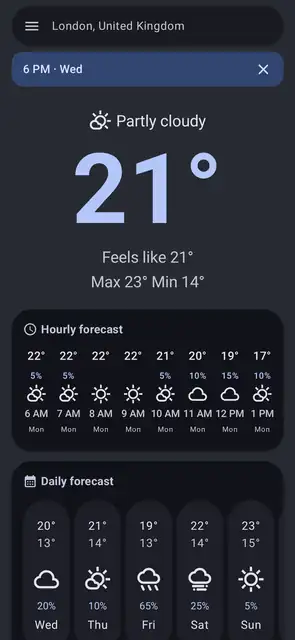 London, United Kingdom
6 PM · Wed
Partly cloudy
21°
Feels like 21°
Max 23° Min 14°
Hourly forecast
22° 22° 22° 22° 21° 20° 19° 17°
5% 5% 5% 10% 15% 10%
6 AM 7 AM 8 AM 9 AM 10 AM 11 AM 12 PM 1 PM
Mon Mon Mon Mon Mon Mon Mon Mon
Daily forecast
20° 21° 19° 22° 23°
13° 14° 13° 14° 15°
20% 10% 65% 25% 5%
Wed Thu Fri Sat Sun